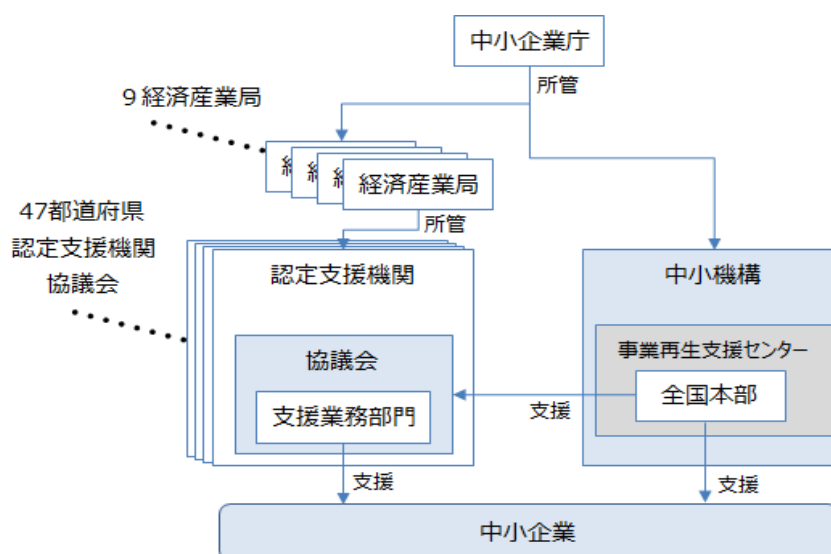 中小企業庁
所管
９経済産業局
経
経
経
経済産業局
所管
47都道府県
認定支援機関
協議会
認定支援機関
中小機構
協議会
事業再生支援センター
支援業務部門
全国本部
支援
支援
支援
中小企業